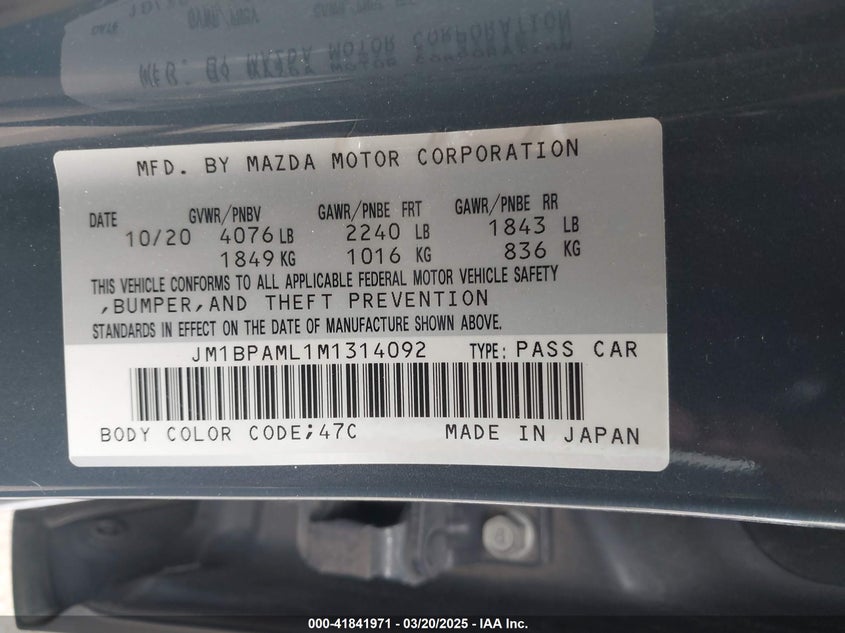 MFD. BY MAZDA MOTOR CORPORATION
DATE GVWR/PNBV GAWR/PNBE FRT GAWR/PNBE RR
10/20 4076 LB 2240 LB 1843 LB
1849 KG 1016 KG 836 KG
THIS VEHICLE CONFORMS TO ALL APPLICABLE FEDERAL MOTOR VEHICLE SAFETY
,BUMPER,AND THEFT PREVENTION
STANDARDS IN EFFECT ON THE DATE OF MANUFACTURE SHOWN ABOVE.
JM1BPAML1M1314092 TYPE: PASS CAR
BODY COLOR CODE;47C MADE IN JAPAN
000-41841971 - 03/20/2025 - IAA Inc.